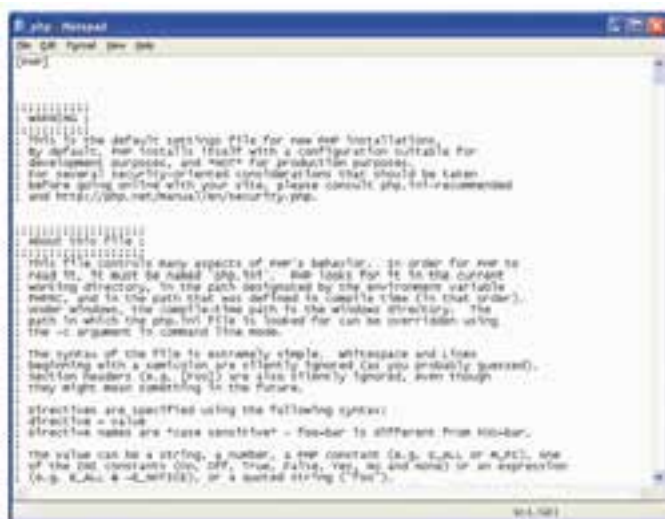 php - Notepad
File Edit Format View Help
[PHP]
;;;;;;;;;;;
; WARNING ;
;;;;;;;;;;;
; This is the default settings file for new PHP installations.
; By default, PHP installs itself with a configuration suitable for
; development purposes, and *NOT* for production purposes.
; For several security-oriented considerations that should be taken
; before going online with your site, please consult php.ini-recommended
; and http://php.net/manual/en/security.php.
;;;;;;;;;;;;;;;;;;;
; About this file ;
;;;;;;;;;;;;;;;;;;;
; This file controls many aspects of PHP's behavior. In order for PHP to
; read it, it must be named 'php.ini'. PHP looks for it in the current
; working directory, in the path designated by the environment variable
; PHPRC, and in the path that was defined in compile time (in that order).
; Under Windows, the compile-time path is the Windows directory. The
; path in which the php.ini file is looked for can be overridden using
; the -c argument in command line mode.
;
; The syntax of the file is extremely simple. Whitespace and Lines
; beginning with a semicolon are silently ignored (as you probably guessed).
; Section headers (e.g. [Foo]) are also silently ignored, even though
; they might mean something in the future.
;
; Directives are specified using the following syntax:
; directive = value
; Directive names are *case sensitive* - foo=bar is different from FOO=bar.
;
; The value can be a string, a number, a PHP constant (e.g. E_ALL or M_PI), one
; of the INI constants (On, Off, True, False, Yes, No and None) or an expression
; (e.g. E_ALL & ~E_NOTICE), or a quoted string ("foo").